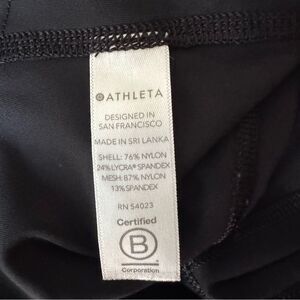 ATHLETA
DESIGNED IN
SAN FRANCISCO
MADE IN SRI LANKA
SHELL: 76% NYLON
24% LYCRA® SPANDEX
MESH: 87% NYLON
13% SPANDEX
RN 54023
Certified
B
Corporation